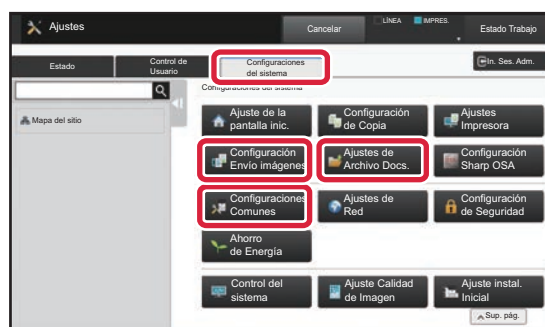 Ajustes
Cancelar
LÍNEA
IMPRES.
Estado Trabajo
Estado
Control de
Usuario
Configuraciones
del sistema
In. Ses. Adm.
Configuraciones del sistema
Mapa del sitio
Ajuste de la
pantalla inic.
Configuración
de Copia
Ajustes
Impresora
Configuración
Envío imágenes
Ajustes de
Archivo Docs.
Configuración
Sharp OSA
Configuraciones
Comunes
Ajustes de
Red
Configuración
de Seguridad
Ahorro
de Energía
Control del
sistema
Ajuste Calidad
de Imagen
Ajuste instal.
Inicial
Sup. pág.